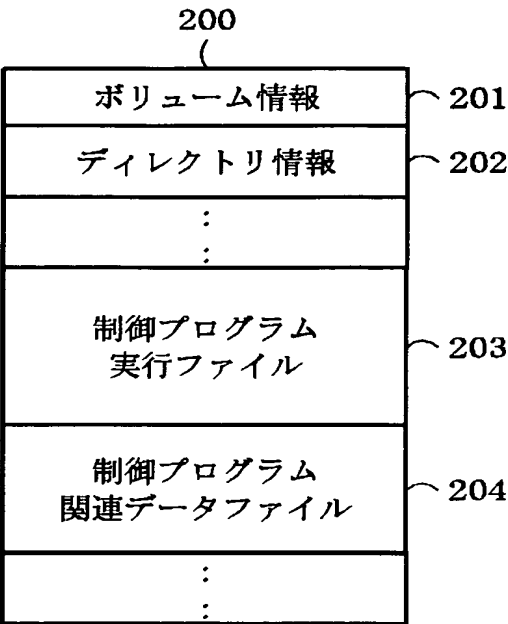 200
ボリューム情報
201
ディレクトリ情報
202
:
:
制御プログラム
実行ファイル
203
制御プログラム
関連データファイル
204
:
: